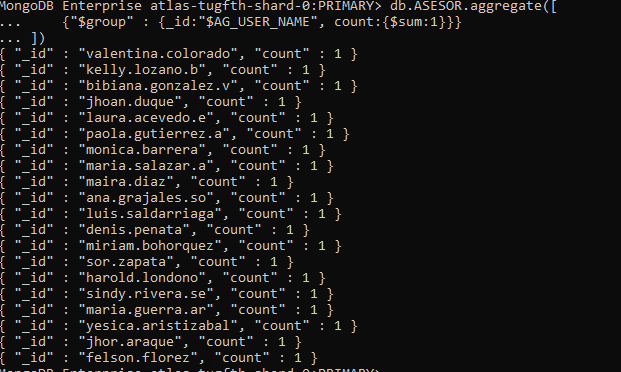 MongoDB Enterprise atlas-tugfth-shard-0:PRIMARY> db.ASESOR.aggregate([
...     {"$group" : {_id:"$AG_USER_NAME", count:{$sum:1}}}
... ])
{ "_id" : "valentina.colorado", "count" : 1 }
{ "_id" : "kelly.lozano.b", "count" : 1 }
{ "_id" : "bibiana.gonzalez.v", "count" : 1 }
{ "_id" : "jhoan.duque", "count" : 1 }
{ "_id" : "laura.acevedo.e", "count" : 1 }
{ "_id" : "paola.gutierrez.a", "count" : 1 }
{ "_id" : "monica.barrera", "count" : 1 }
{ "_id" : "maria.salazar.a", "count" : 1 }
{ "_id" : "maira.diaz", "count" : 1 }
{ "_id" : "ana.grajales.so", "count" : 1 }
{ "_id" : "luis.saldarriaga", "count" : 1 }
{ "_id" : "denis.penata", "count" : 1 }
{ "_id" : "miriam.bohorquez", "count" : 1 }
{ "_id" : "sor.zapata", "count" : 1 }
{ "_id" : "harold.londono", "count" : 1 }
{ "_id" : "sindy.rivera.se", "count" : 1 }
{ "_id" : "maria.guerra.ar", "count" : 1 }
{ "_id" : "yesica.aristizabal", "count" : 1 }
{ "_id" : "jhor.araque", "count" : 1 }
{ "_id" : "felson.florez", "count" : 1 }
MongoDB Enterprise atlas-tugfth-shard-0:PRIMARY>